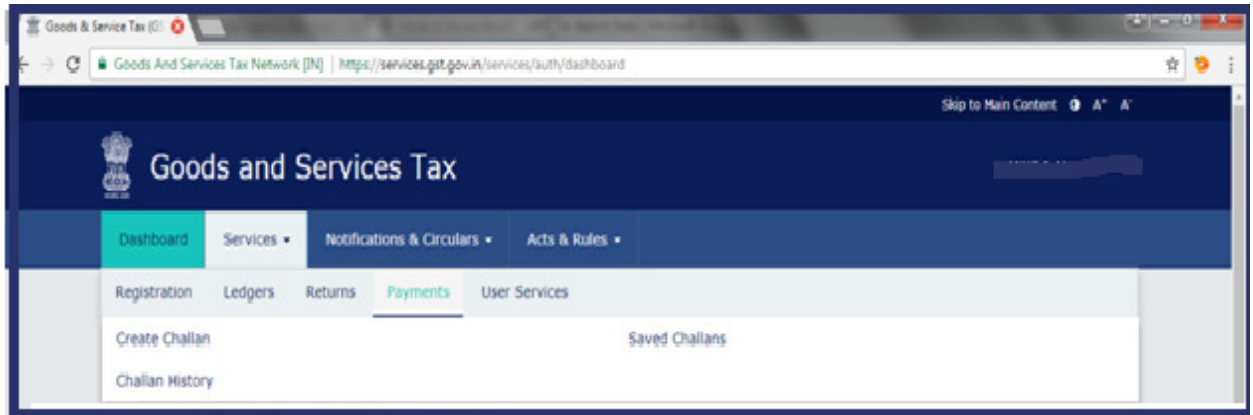 Goods & Service Tax (GS
Goods And Services Tax Network [IN] | https://services.gst.gov.in/services/auth/dashboard
Skip to Main Content A+ A-
Goods and Services Tax
Dashboard Services Notifications & Circulars Acts & Rules
Registration Ledgers Returns Payments User Services
Create Challan Saved Challans
Challan History